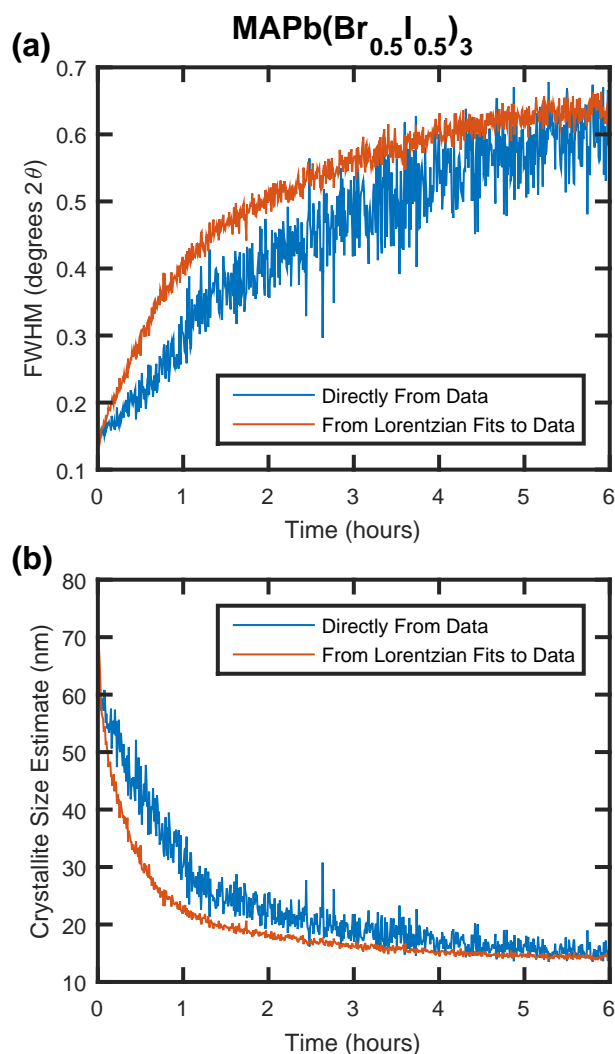 MAPb(Br0.5I0.5)3
(a)
0.7
0.6
0.5
0.4
0.3
0.2
0.1
FWHM (degrees 2θ)
Directly From Data
From Lorentzian Fits to Data
0 1 2 3 4 5 6
Time (hours)
(b)
80
70
60
50
40
30
20
10
Crystallite Size Estimate (nm)
Directly From Data
From Lorentzian Fits to Data
0 1 2 3 4 5 6
Time (hours)